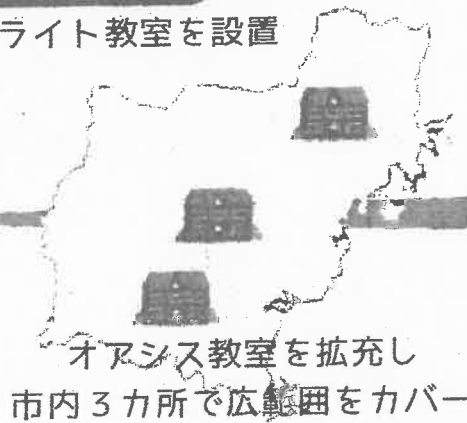 ライト教室を設置
オアシス教室を拡充し
市内3カ所で広範囲をカバー